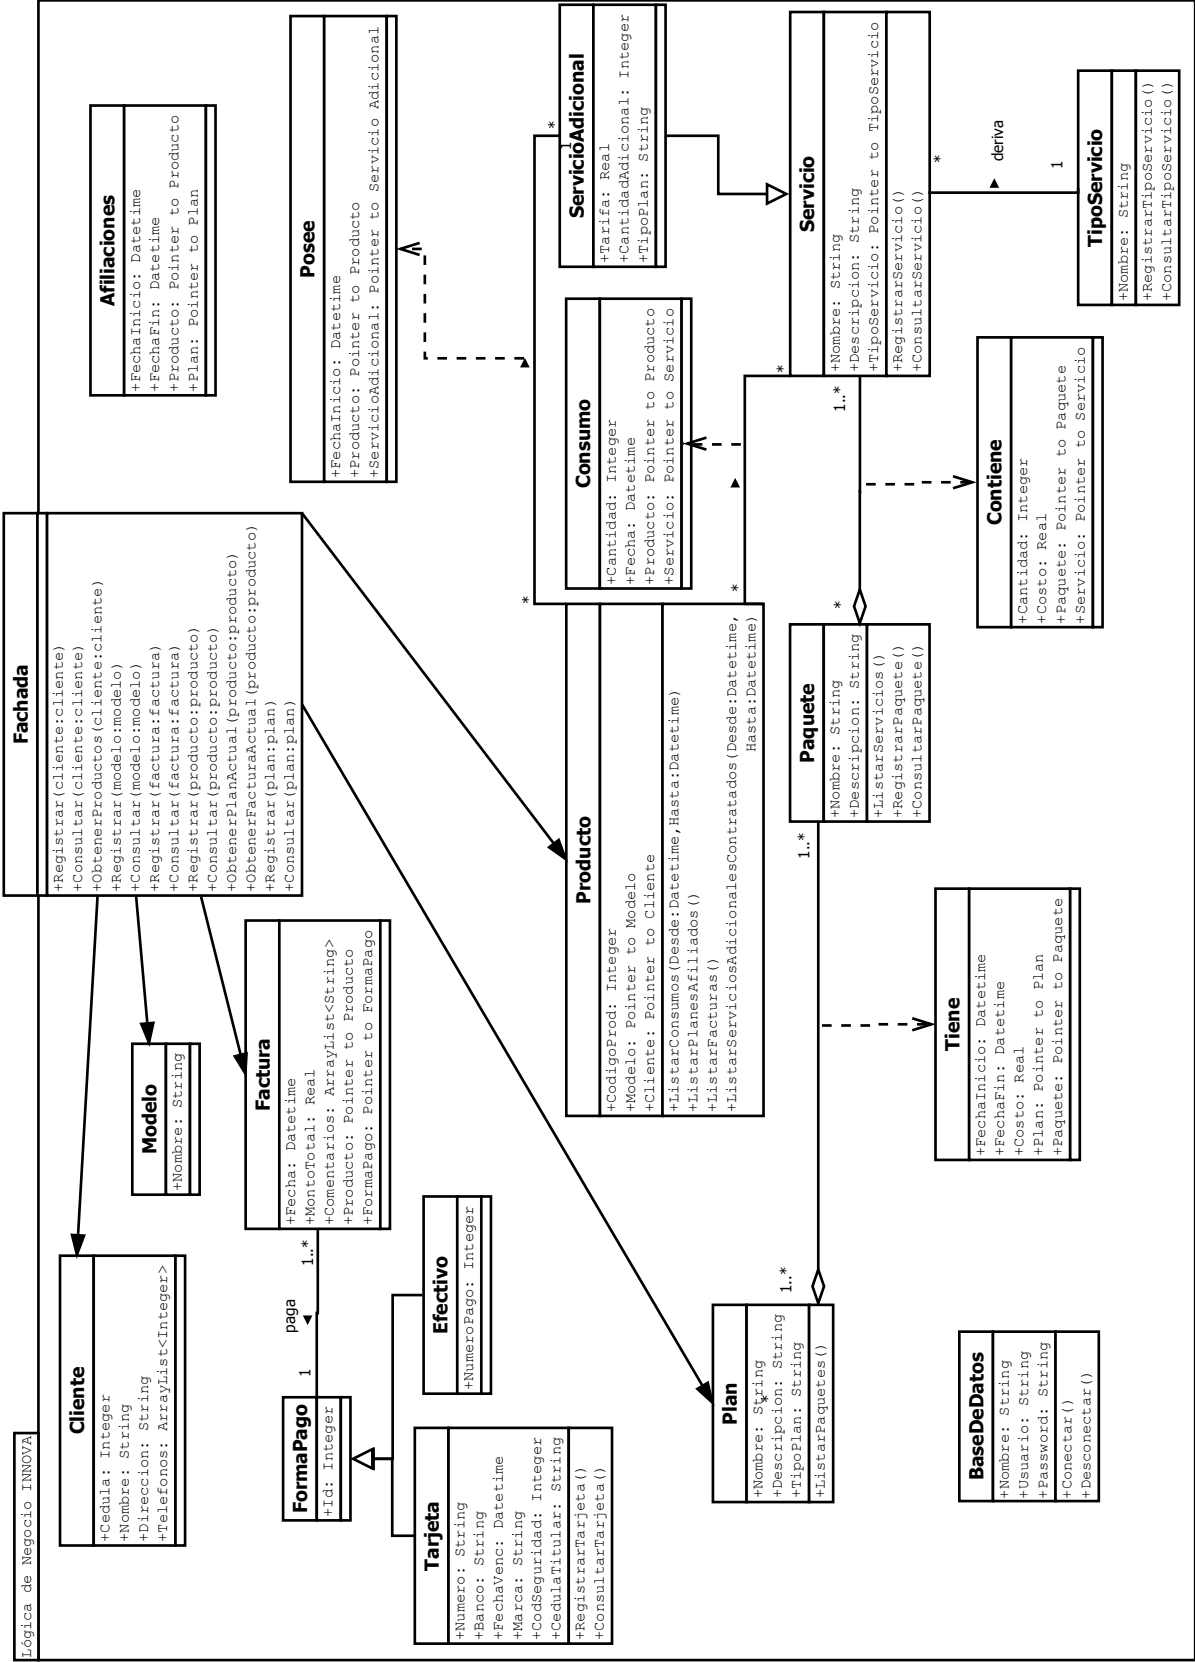 Lógica de Negocio INNOVA
Fachada
+Registrar(cliente:cliente)
+Consultar(cliente:cliente)
+ObtenerProductos(cliente:cliente)
+Registrar(modelo:modelo)
+Consultar(modelo:modelo)
+Registrar(factura:factura)
+Consultar(factura:factura)
+Registrar(producto:producto)
+Consultar(producto:producto)
+ObtenerPlanActual(producto:producto)
+ObtenerFacturaActual(producto:producto)
+Registrar(plan:plan)
+Consultar(plan:plan)
Cliente
+Cedula: Integer
+Nombre: String
+Direccion: String
+Telefonos: ArrayList<Integer>
Modelo
+Nombre: String
Afiliaciones
+FechaInicio: Datetime
+FechaFin: Datetime
+Producto: Pointer to Producto
+Plan: Pointer to Plan
Factura
+Fecha: Datetime
+MontoTotal: Real
+Comentarios: ArrayList<String>
+Producto: Pointer to Producto
+FormaPago: Pointer to FormaPago
Posee
+FechaInicio: Datetime
+Producto: Pointer to Producto
+ServicioAdicional: Pointer to Servicio Adicional
FormaPago
+Id: Integer
1
paga
1..*
Efectivo
+NumeroPago: Integer
Tarjeta
+Numero: String
+Banco: String
+FechaVenc: Datetime
+Marca: String
+CodSeguridad: Integer
+CedulaTitular: String
+RegistrarTarjeta()
+ConsultarTarjeta()
Producto
+CodigoProd: Integer
+Modelo: Pointer to Modelo
+Cliente: Pointer to Cliente
+ListarConsumos(Desde:Datetime,Hasta:Datetime)
+ListarPlanesAfiliados()
+ListarFacturas()
+ListarServiciosAdicionalesContratados(Desde:Datetime,
Hasta:Datetime)
*
*
Consumo
+Cantidad: Integer
+Fecha: Datetime
+Producto: Pointer to Producto
+Servicio: Pointer to Servicio
*
1
ServicioAdicional
+Tarifa: Real
+CantidadAdicional: Integer
+TipoPlan: String
Plan
+Nombre: String
*
+Descripcion: String
+TipoPlan: String
+ListarPaquetes()
1..*
1..*
Paquete
+Nombre: String
+Descripcion: String
+ListarServicios()
+RegistrarPaquete()
+ConsultarPaquete()
*
1..*
*
Servicio
+Nombre: String
+Descripcion: String
+TipoServicio: Pointer to TipoServicio
+RegistrarServicio()
+ConsultarServicio()
*
deriva
1
BaseDeDatos
+Nombre: String
+Usuario: String
+Password: String
+Conectar()
+Desconectar()
Tiene
+FechaInicio: Datetime
+FechaFin: Datetime
+Costo: Real
+Plan: Pointer to Plan
+Paquete: Pointer to Paquete
Contiene
+Cantidad: Integer
+Costo: Real
+Paquete: Pointer to Paquete
+Servicio: Pointer to Servicio
TipoServicio
+Nombre: String
+RegistrarTipoServicio()
+ConsultarTipoServicio()